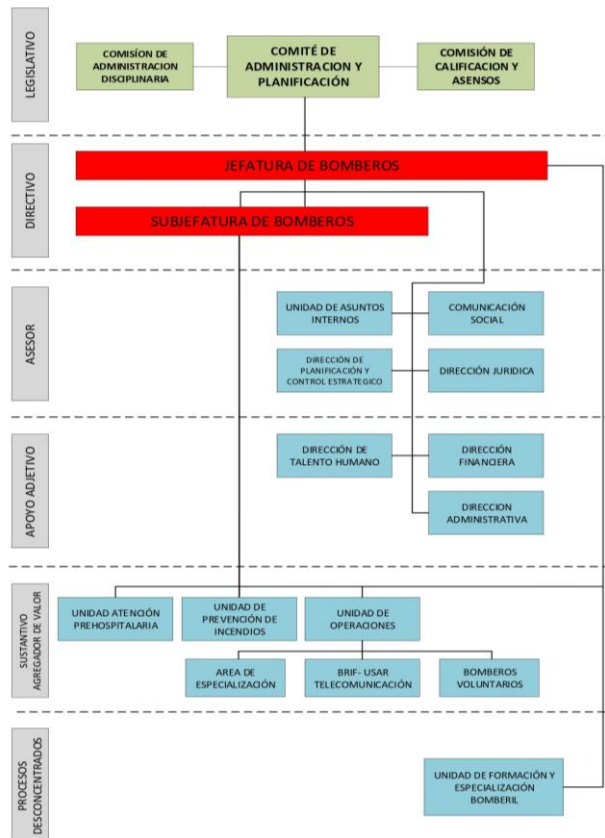 LEGISLATIVO
COMISÍON DE
ADMINISTRACION
DISCIPLINARIA
COMITÉ DE
ADMINISTRACION Y
PLANIFICACIÓN
COMISIÓN DE
CALIFICACION Y
ASENSOS
DIRECTIVO
JEFATURA DE BOMBEROS
SUBJEFATURA DE BOMBEROS
ASESOR
UNIDAD DE ASUNTOS
INTERNOS
COMUNICACIÓN
SOCIAL
DIRECCIÓN DE
PLANIFICACIÓN Y
CONTROL ESTRATEGICO
DIRECCIÓN JURIDICA
APOYO ADJETIVO
DIRECCIÓN DE
TALENTO HUMANO
DIRECCIÓN
FINANCIERA
DIRECCION
ADMINISTRATIVA
SUSTANTIVO
AGREGADOR DE VALOR
UNIDAD ATENCIÓN
PREHOSPITALARIA
UNIDAD DE
PREVENCIÓN DE
INCENDIOS
UNIDAD DE
OPERACIONES
AREA DE
ESPECIALIZACIÓN
BRIF- USAR
TELECOMUNICACIÓN
BOMBEROS
VOLUNTARIOS
PROCESOS
DESCONCENTRADOS
UNIDAD DE FORMACIÓN Y
ESPECIALIZACIÓN
BOMBERIL